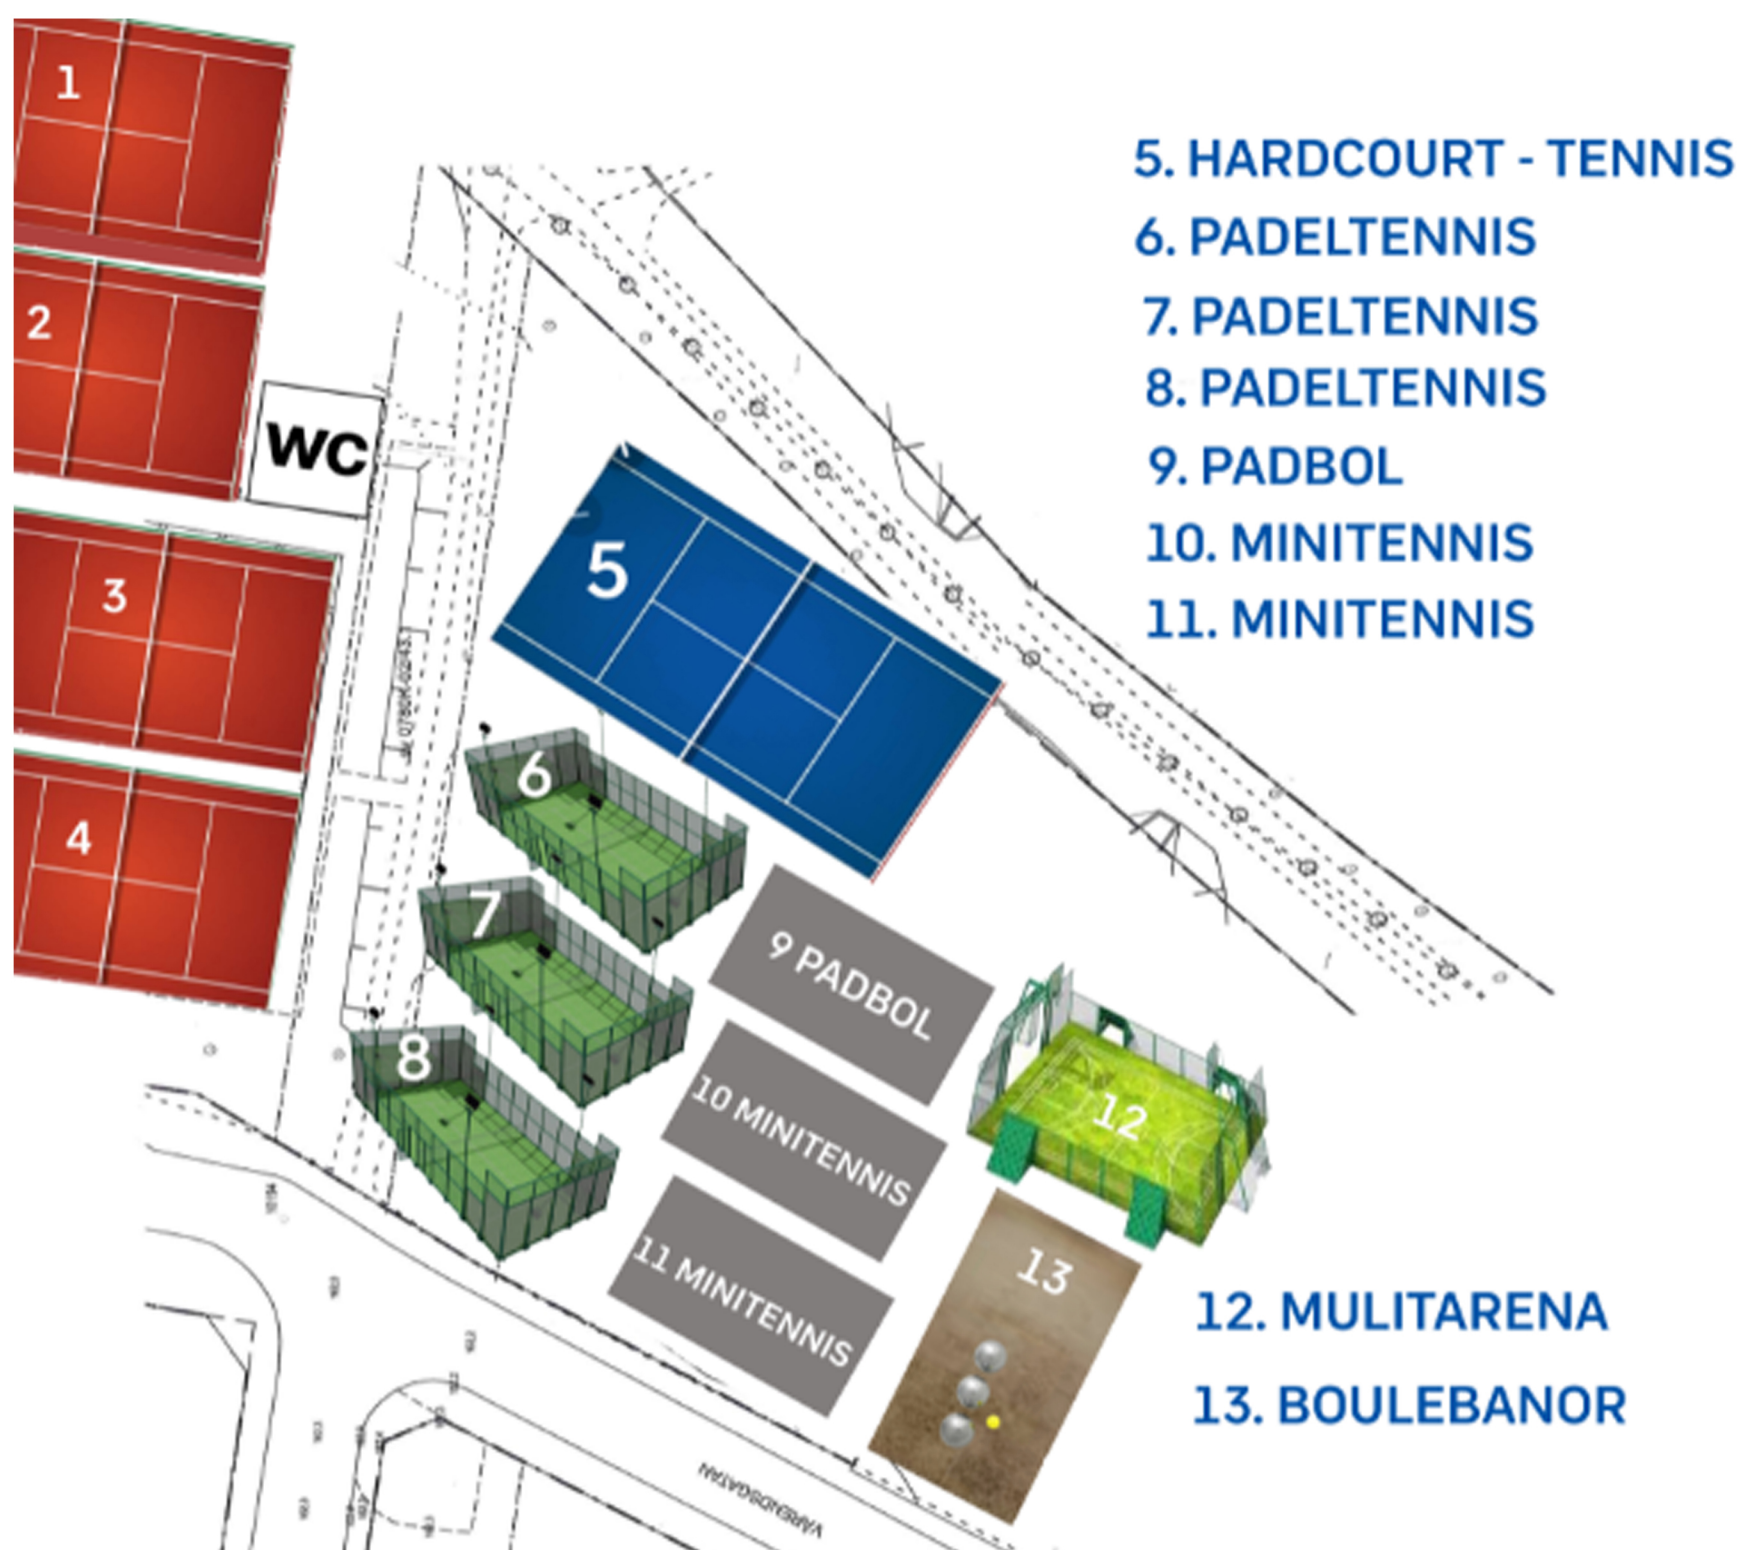 1
2
WC
3
4
5
6
7
8
9 PADBOL
10 MINITENNIS
11 MINITENNIS
12
13
5. HARDCOURT - TENNIS
6. PADELTENNIS
7. PADELTENNIS
8. PADELTENNIS
9. PADBOL
10. MINITENNIS
11. MINITENNIS
12. MULITARENA
13. BOULEBANOR
VÄRENDSGATAN